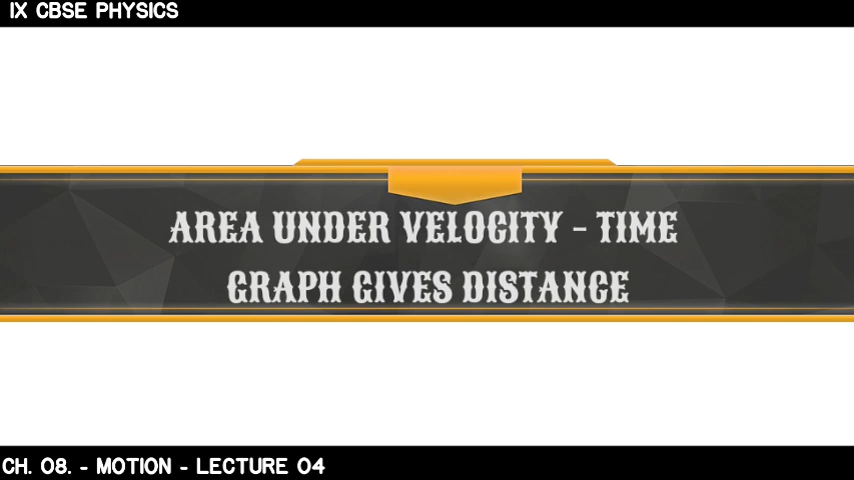 IX CBSE PHYSICS
AREA UNDER VELOCITY - TIME
GRAPH GIVES DISTANCE
CH. 08. - MOTION - LECTURE 04